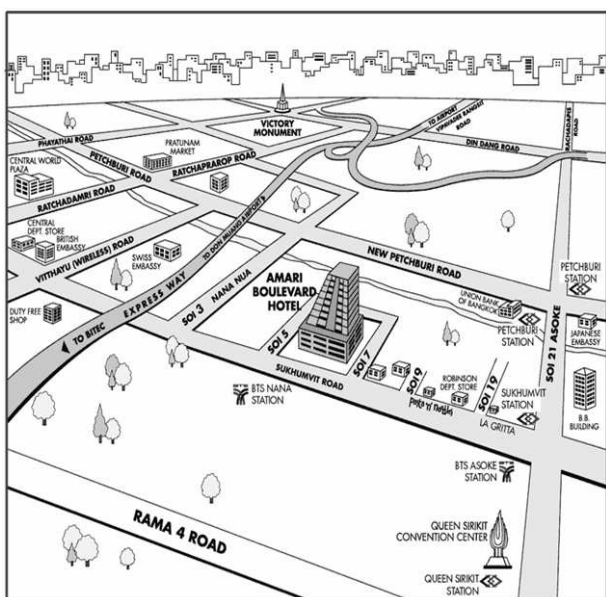 VICTORY
MONUMENT
TO AIRPORT
VIPAVADEE RANGSIT
ROAD
RACHADAPIS
ROAD
PHAYATHAI ROAD
DIN DANG ROAD
PRATUNAM
MARKET
CENTRAL WORLD
PLAZA
PETCHBURI ROAD
RATCHAPRAROP ROAD
RATCHADAMRI ROAD
CENTRAL
DEPT. STORE
BRITISH
EMBASSY
VITTHAYU (WIRELESS) ROAD
SWISS
EMBASSY
TO DON MUANG AIRPORT
NEW PETCHBURI ROAD
PETCHBURI
STATION
AMARI
BOULEVARD
HOTEL
EXPRESS WAY
SOI 3 NANA NUA
UNION BANK
OF BANGKOK
PETCHBURI
STATION
JAPANESE
EMBASSY
DUTY FREE
SHOP
TO BITEC
SOI 5
SOI 7
SOI 9
SOI 19
SOI 21 ASOKE
SUKHUMVIT ROAD
ROBINSON
DEPT. STORE
SUKHUMVIT
STATION
LA GRITTA
B.B.
BUILDING
BTS NANA
STATION
BTS ASOKE
STATION
RAMA 4 ROAD
QUEEN SIRIKIT
CONVENTION CENTER
QUEEN SIRIKIT
STATION